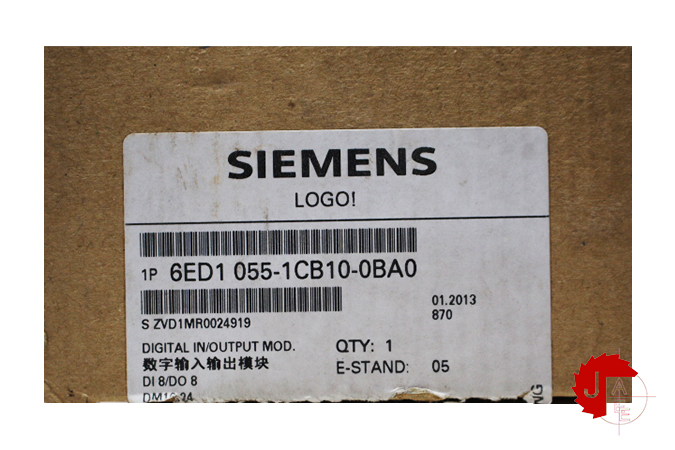 SIEMENS
LOGO!
1P 6ED1 055-1CB10-0BA0
01.2013
870
S ZVD1MR0024919
DIGITAL IN/OUTPUT MOD.
QTY: 1
数字输入输出模块
E-STAND: 05
DI 8/DO 8
J A E